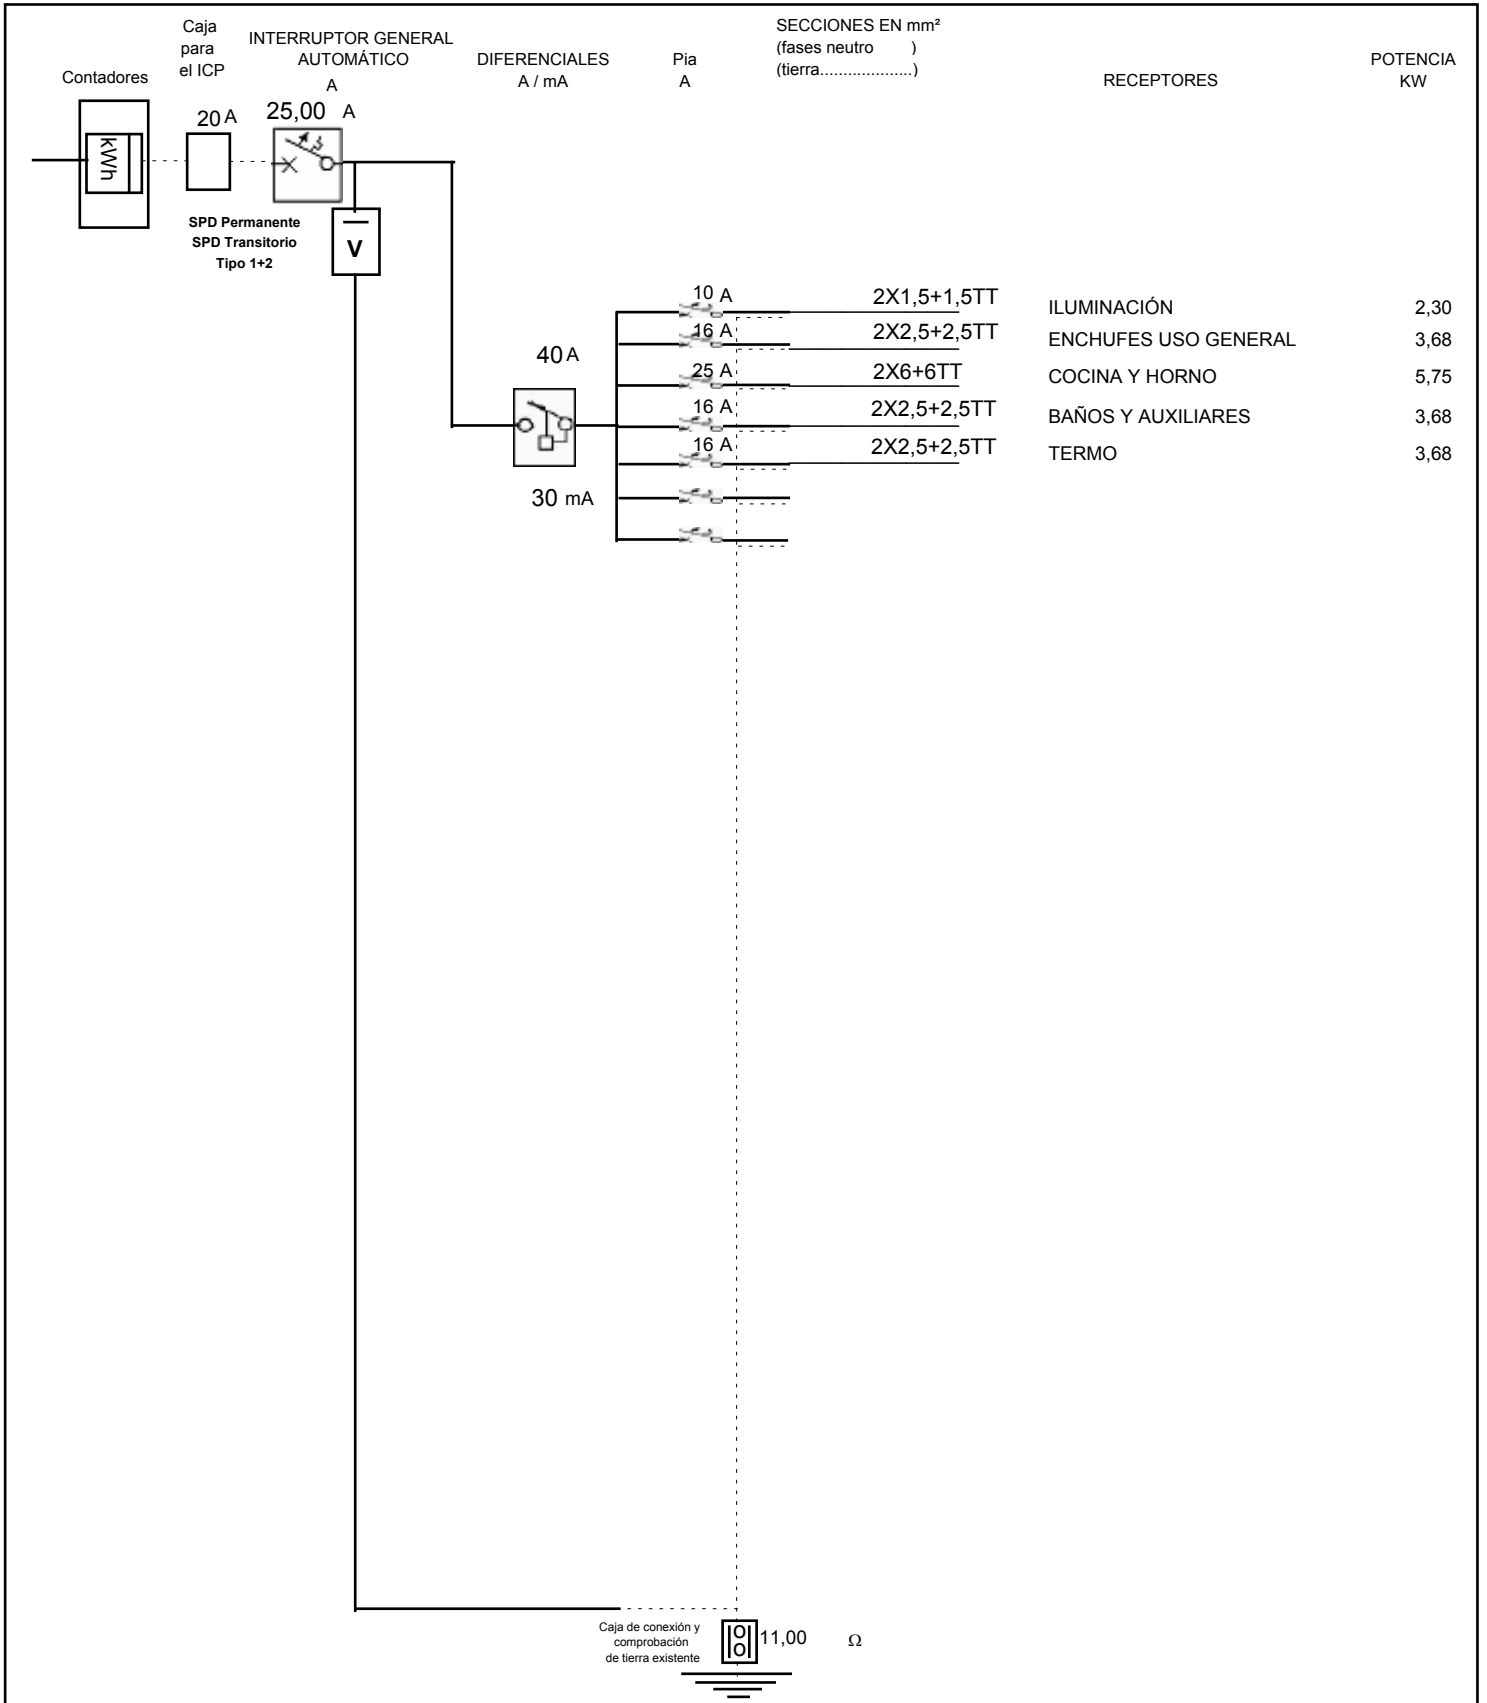 Contadores
Caja
para
el ICP
INTERRUPTOR GENERAL
AUTOMÁTICO
A
DIFERENCIALES
A / mA
Pia
A
SECCIONES EN mm²
(fases neutro )
(tierra....................)
RECEPTORES
POTENCIA
KW
kWh
20 A
25,00 A
SPD Permanente
SPD Transitorio
Tipo 1+2
V
40 A
30 mA
10 A 2X1,5+1,5TT ILUMINACIÓN 2,30
16 A 2X2,5+2,5TT ENCHUFES USO GENERAL 3,68
25 A 2X6+6TT COCINA Y HORNO 5,75
16 A 2X2,5+2,5TT BAÑOS Y AUXILIARES 3,68
16 A 2X2,5+2,5TT TERMO 3,68
Caja de conexión y
comprobación
de tierra existente
11,00 Ω